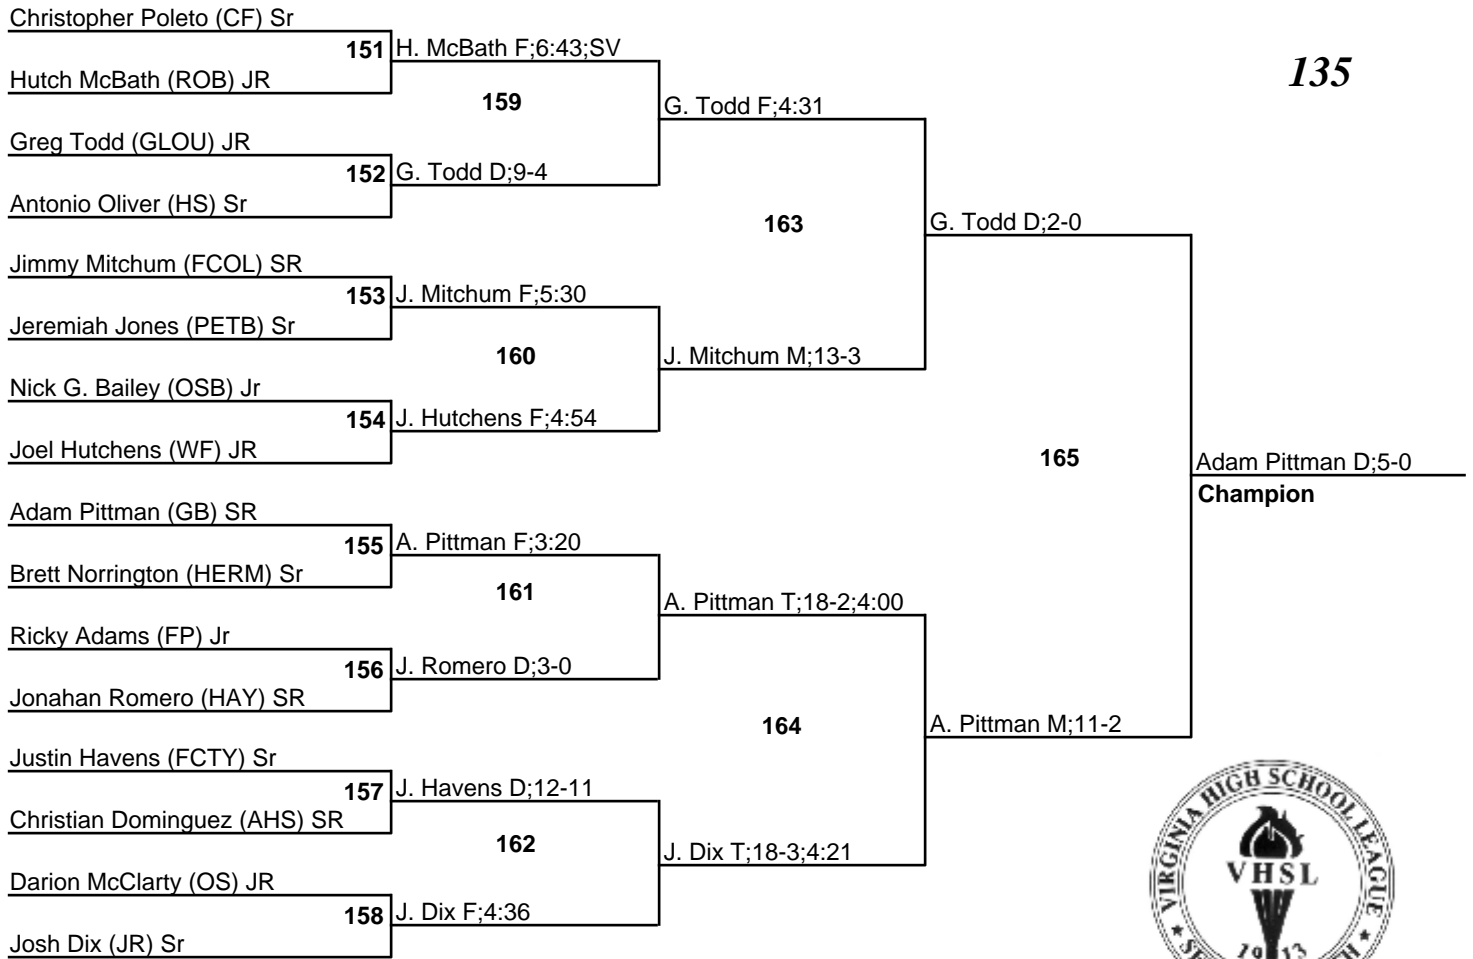 Christopher Poleto (CF) Sr
151 H. McBath F;6:43;SV
Hutch McBath (ROB) JR
135
159
G. Todd F;4:31
Greg Todd (GLOU) JR
152 G. Todd D;9-4
Antonio Oliver (HS) Sr
163
G. Todd D;2-0
Jimmy Mitchum (FCOL) SR
153 J. Mitchum F;5:30
Jeremiah Jones (PETB) Sr
160
J. Mitchum M;13-3
Nick G. Bailey (OSB) Jr
154 J. Hutchens F;4:54
Joel Hutchens (WF) JR
165
Adam Pittman D;5-0
Champion
Adam Pittman (GB) SR
155 A. Pittman F;3:20
Brett Norrington (HERM) Sr
161
A. Pittman T;18-2;4:00
Ricky Adams (FP) Jr
156 J. Romero D;3-0
Jonahan Romero (HAY) SR
164
A. Pittman M;11-2
Justin Havens (FCTY) Sr
157 J. Havens D;12-11
Christian Dominguez (AHS) SR
162
J. Dix T;18-3;4:21
Darion McClarty (OS) JR
158 J. Dix F;4:36
Josh Dix (JR) Sr
VIRGINIA HIGH SCHOOL LEAGUE
VHSL
1913